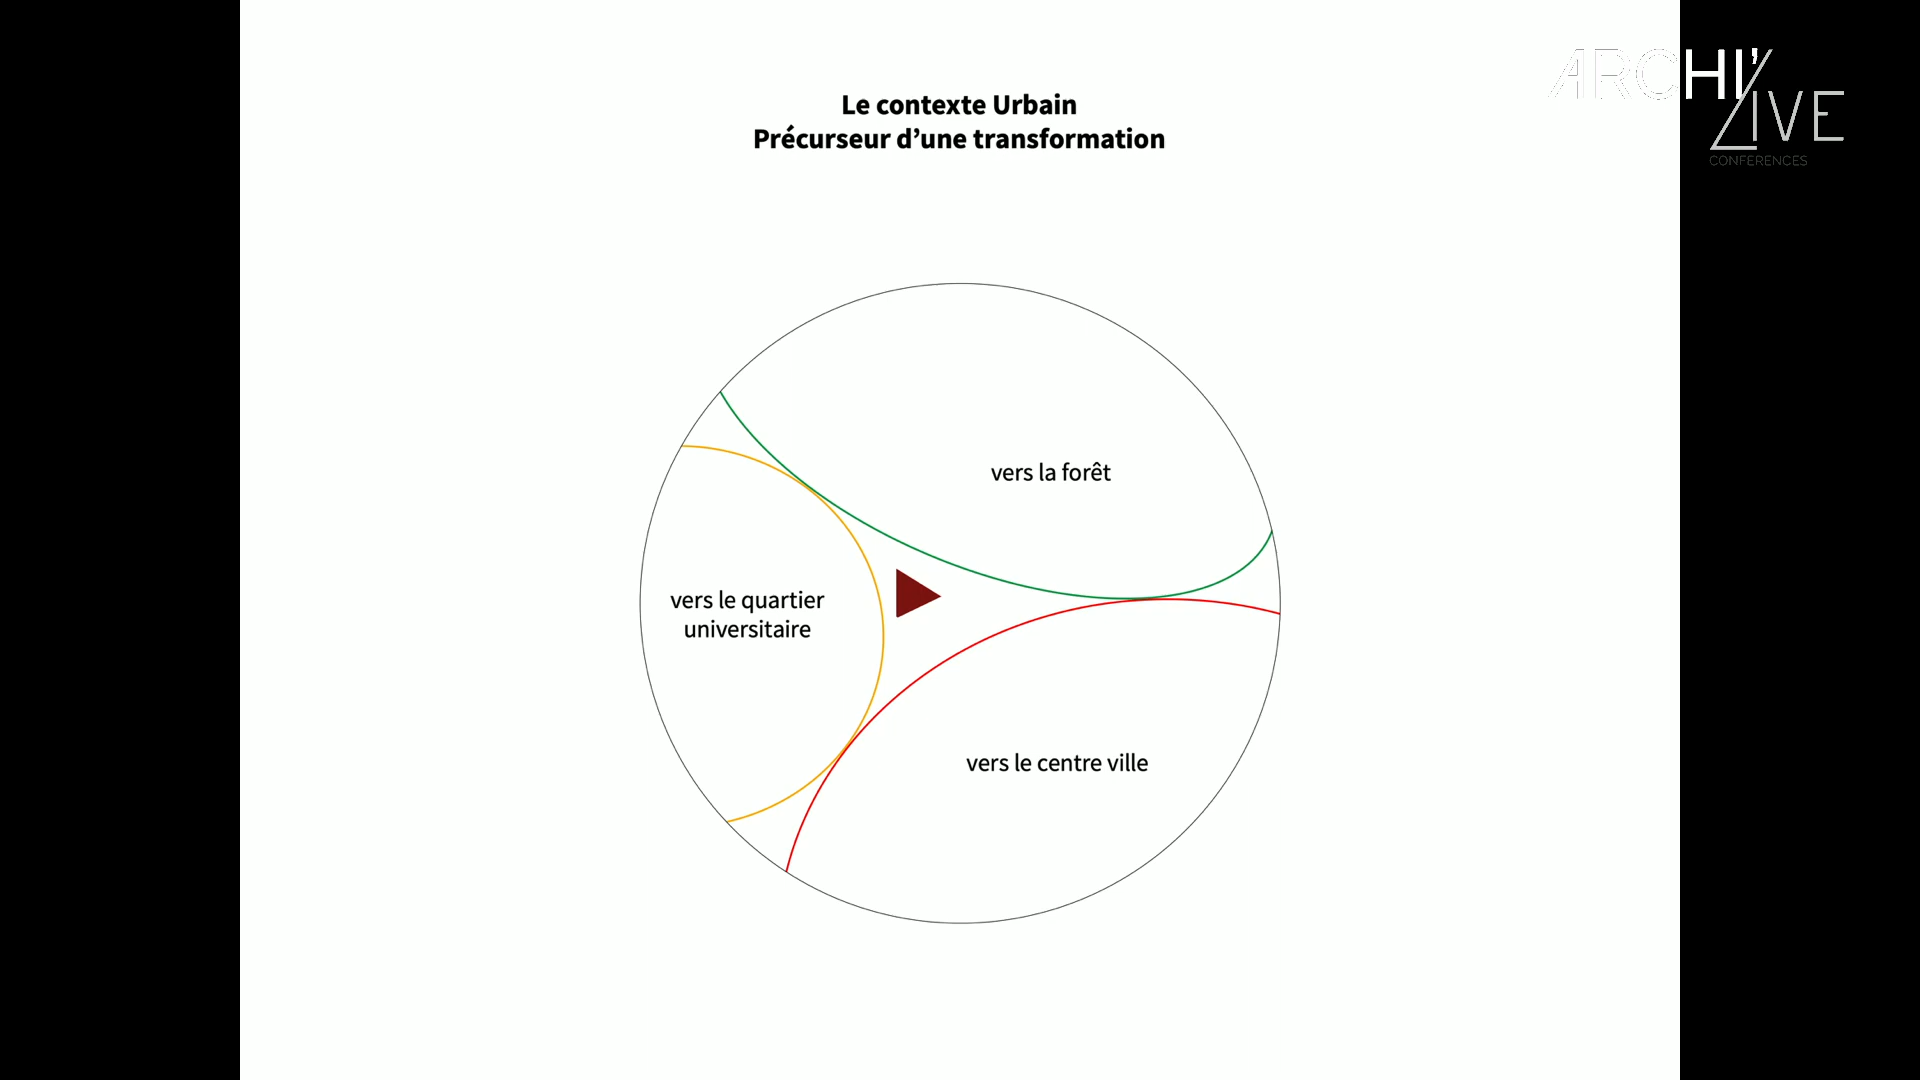 Le contexte Urbain
Précurseur d’une transformation
ARCHI’
LIVE
CONFERENCES
vers la forêt
vers le quartier
universitaire
vers le centre ville